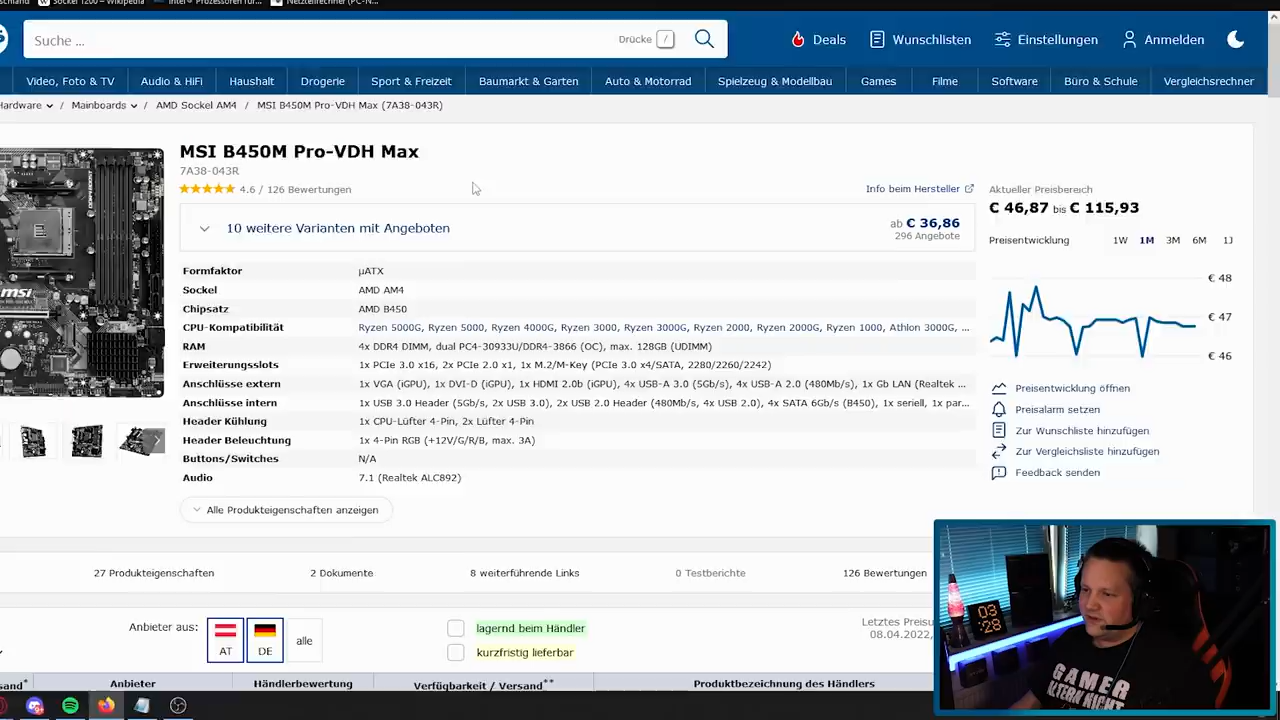 Sockel 1200 – Wikipedia
Intel® Prozessoren für...
Netzteilrechner (PC-N...
Suche ...
Drücke /
Deals
Wunschlisten
Einstellungen
Anmelden
Video, Foto & TV
Audio & HiFi
Haushalt
Drogerie
Sport & Freizeit
Baumarkt & Garten
Auto & Motorrad
Spielzeug & Modellbau
Games
Filme
Software
Büro & Schule
Vergleichsrechner
Hardware / Mainboards / AMD Sockel AM4 / MSI B450M Pro-VDH Max (7A38-043R)
MSI B450M Pro-VDH Max
7A38-043R
4.6 / 126 Bewertungen
Info beim Hersteller
10 weitere Varianten mit Angeboten
ab € 36,86
296 Angebote
Formfaktor µATX
Sockel AMD AM4
Chipsatz AMD B450
CPU-Kompatibilität Ryzen 5000G, Ryzen 5000, Ryzen 4000G, Ryzen 3000, Ryzen 3000G, Ryzen 2000, Ryzen 2000G, Ryzen 1000, Athlon 3000G, ...
RAM 4x DDR4 DIMM, dual PC4-30933U/DDR4-3866 (OC), max. 128GB (UDIMM)
Erweiterungsslots 1x PCIe 3.0 x16, 2x PCIe 2.0 x1, 1x M.2/M-Key (PCIe 3.0 x4/SATA, 2280/2260/2242)
Anschlüsse extern 1x VGA (iGPU), 1x DVI-D (iGPU), 1x HDMI 2.0b (iGPU), 4x USB-A 3.0 (5Gb/s), 4x USB-A 2.0 (480Mb/s), 1x Gb LAN (Realtek ...
Anschlüsse intern 1x USB 3.0 Header (5Gb/s, 2x USB 3.0), 2x USB 2.0 Header (480Mb/s, 4x USB 2.0), 4x SATA 6Gb/s (B450), 1x seriell, 1x par...
Header Kühlung 1x CPU-Lüfter 4-Pin, 2x Lüfter 4-Pin
Header Beleuchtung 1x 4-Pin RGB (+12V/G/R/B, max. 3A)
Buttons/Switches N/A
Audio 7.1 (Realtek ALC892)
Alle Produkteigenschaften anzeigen
Aktueller Preisbereich
€ 46,87 bis € 115,93
Preisentwicklung 1W 1M 3M 6M 1J
€ 48
€ 47
€ 46
Preisentwicklung öffnen
Preisalarm setzen
Zur Wunschliste hinzufügen
Zur Vergleichsliste hinzufügen
Feedback senden
msi
27 Produkteigenschaften
2 Dokumente
8 weiterführende Links
0 Testberichte
126 Bewertungen
Anbieter aus:
AT
DE
alle
lagernd beim Händler
kurzfristig lieferbar
Letztes Preisu
08.04.2022,
sand*
Anbieter
Händlerbewertung
Verfügbarkeit / Versand**
Produktbezeichnung des Händlers
03
28
GAMER
ALTERN NICHT